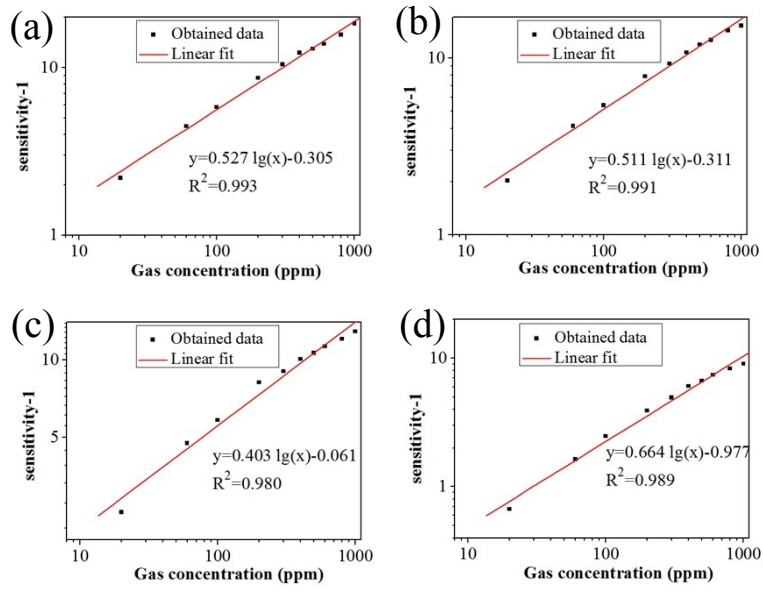 (a)
Obtained data
Linear fit
10
1
sensitivity-1
y=0.527 lg(x)-0.305
R²=0.993
10 100 1000
Gas concentration (ppm)
(b)
Obtained data
Linear fit
10
1
sensitivity-1
y=0.511 lg(x)-0.311
R²=0.991
10 100 1000
Gas concentration (ppm)
(c)
Obtained data
Linear fit
10
5
sensitivity-1
y=0.403 lg(x)-0.061
R²=0.980
10 100 1000
Gas concentration (ppm)
(d)
Obtained data
Linear fit
10
1
sensitivity-1
y=0.664 lg(x)-0.977
R²=0.989
10 100 1000
Gas concentration (ppm)